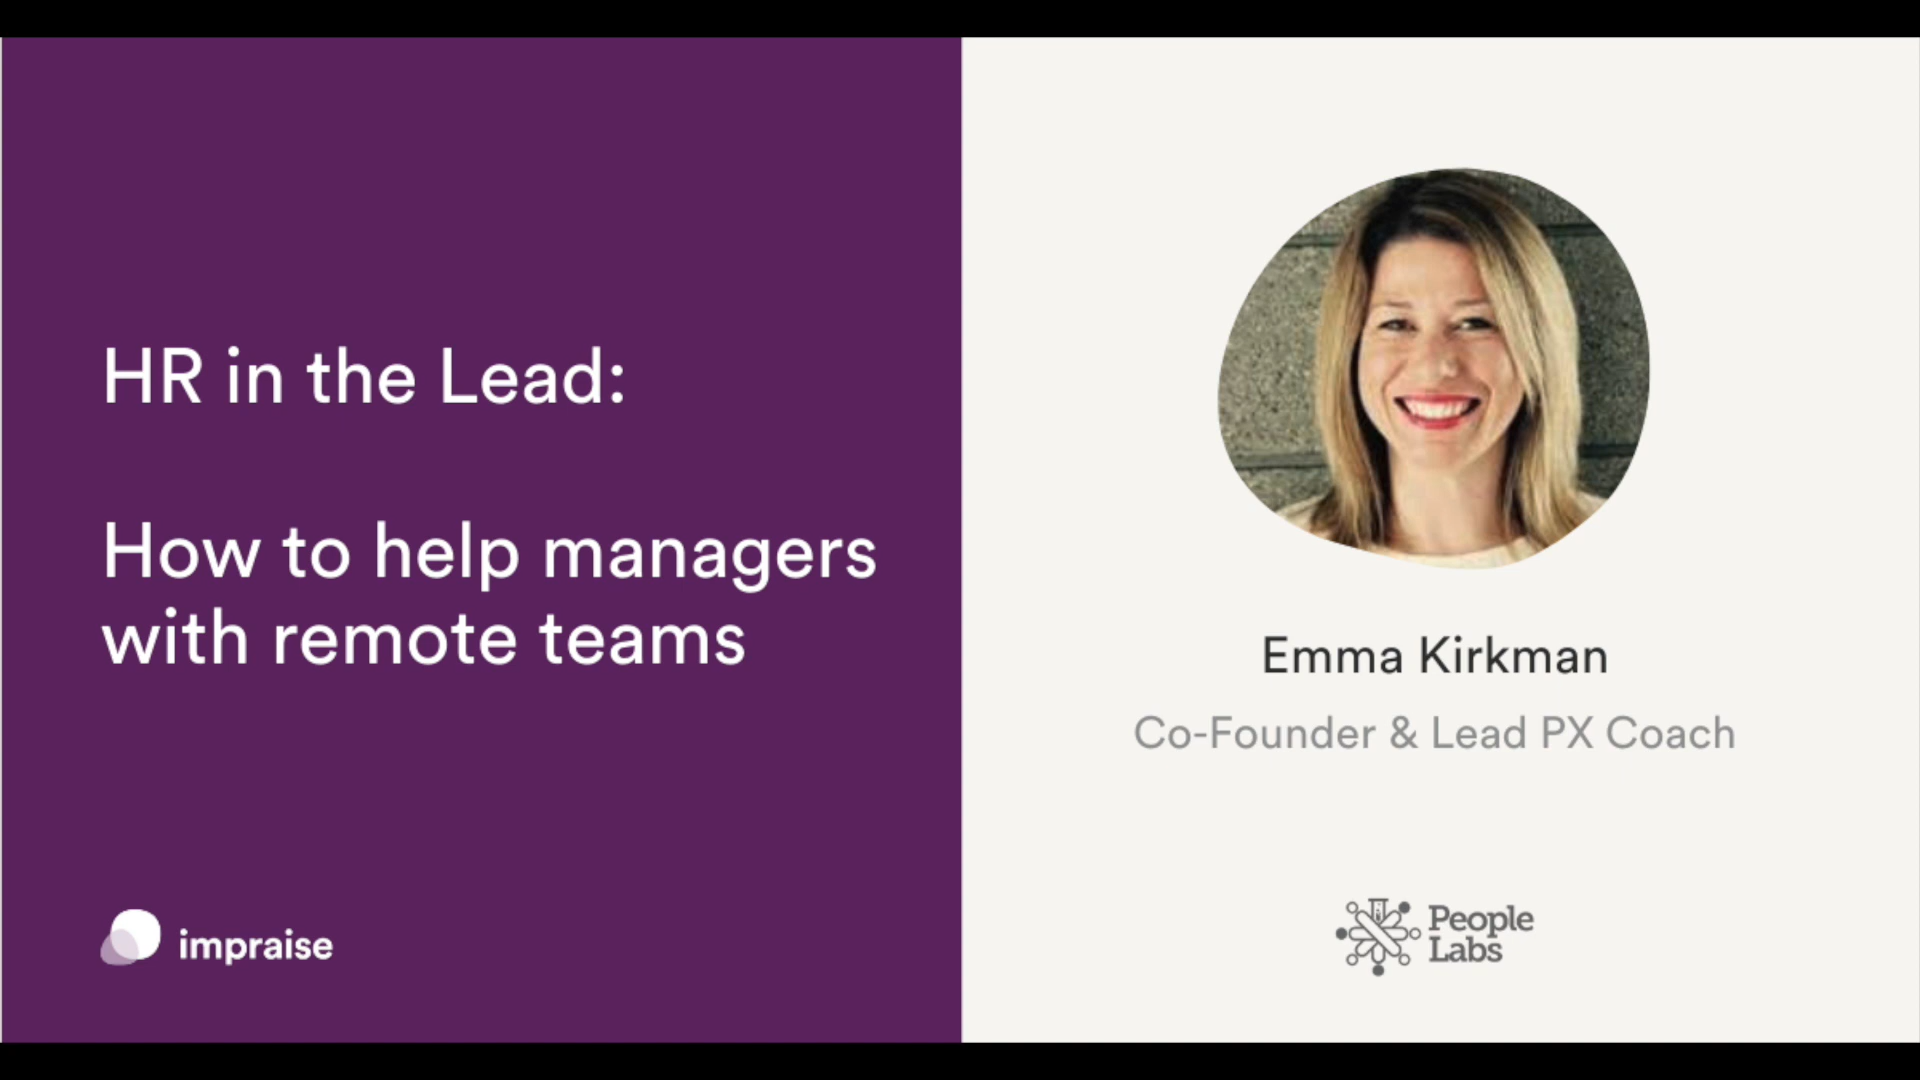 HR in the Lead:
How to help managers
with remote teams
impraise
Emma Kirkman
Co-Founder & Lead PX Coach
People
Labs